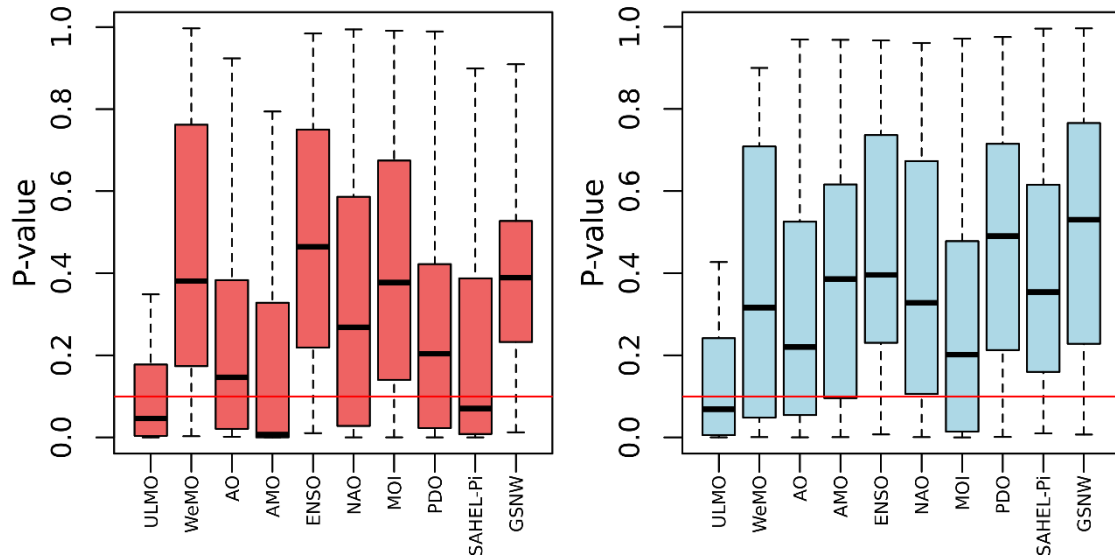 P-value
1.0
0.8
0.6
0.4
0.2
0.0
ULMO
WeMO
AO
AMO
ENSO
NAO
MOI
PDO
SAHEL-Pi
GSNW
P-value
1.0
0.8
0.6
0.4
0.2
0.0
ULMO
WeMO
AO
AMO
ENSO
NAO
MOI
PDO
SAHEL-Pi
GSNW